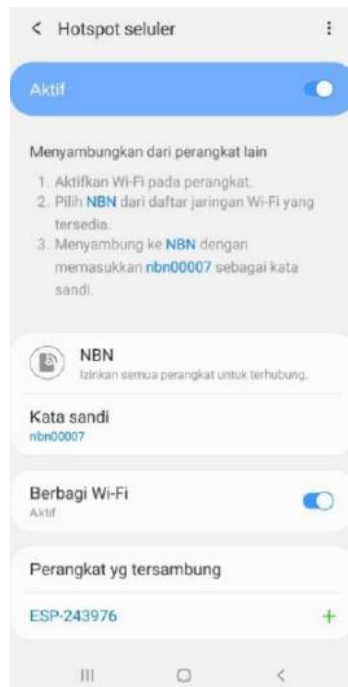 Hotspot seluler
Aktif
Menyambungkan dari perangkat lain
1. Aktifkan Wi-Fi pada perangkat.
2. Pilih NBN dari daftar jaringan Wi-Fi yang
tersedia.
3. Menyambung ke NBN dengan
memasukkan nbn00007 sebagai kata
sandi.
NBN
Izinkan semua perangkat untuk terhubung.
Kata sandi
nbn00007
Berbagi Wi-Fi
Aktif
Perangkat yg tersambung
ESP-243976